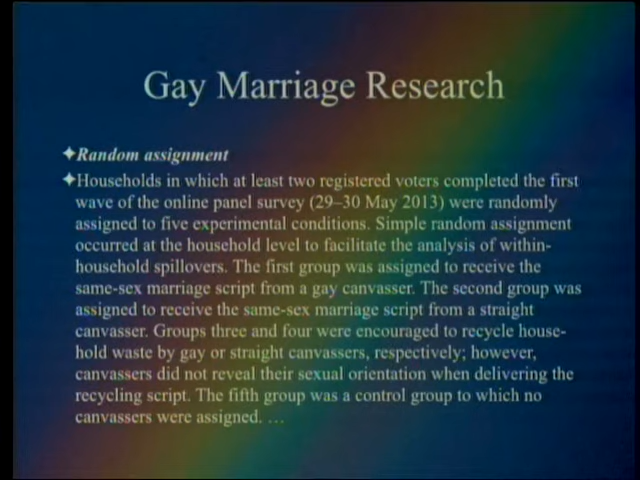 Gay Marriage Research
✦Random assignment
✦Households in which at least two registered voters completed the first
wave of the online panel survey (29–30 May 2013) were randomly
assigned to five experimental conditions. Simple random assignment
occurred at the household level to facilitate the analysis of within-
household spillovers. The first group was assigned to receive the
same-sex marriage script from a gay canvasser. The second group was
assigned to receive the same-sex marriage script from a straight
canvasser. Groups three and four were encouraged to recycle house-
hold waste by gay or straight canvassers, respectively; however,
canvassers did not reveal their sexual orientation when delivering the
recycling script. The fifth group was a control group to which no
canvassers were assigned. …